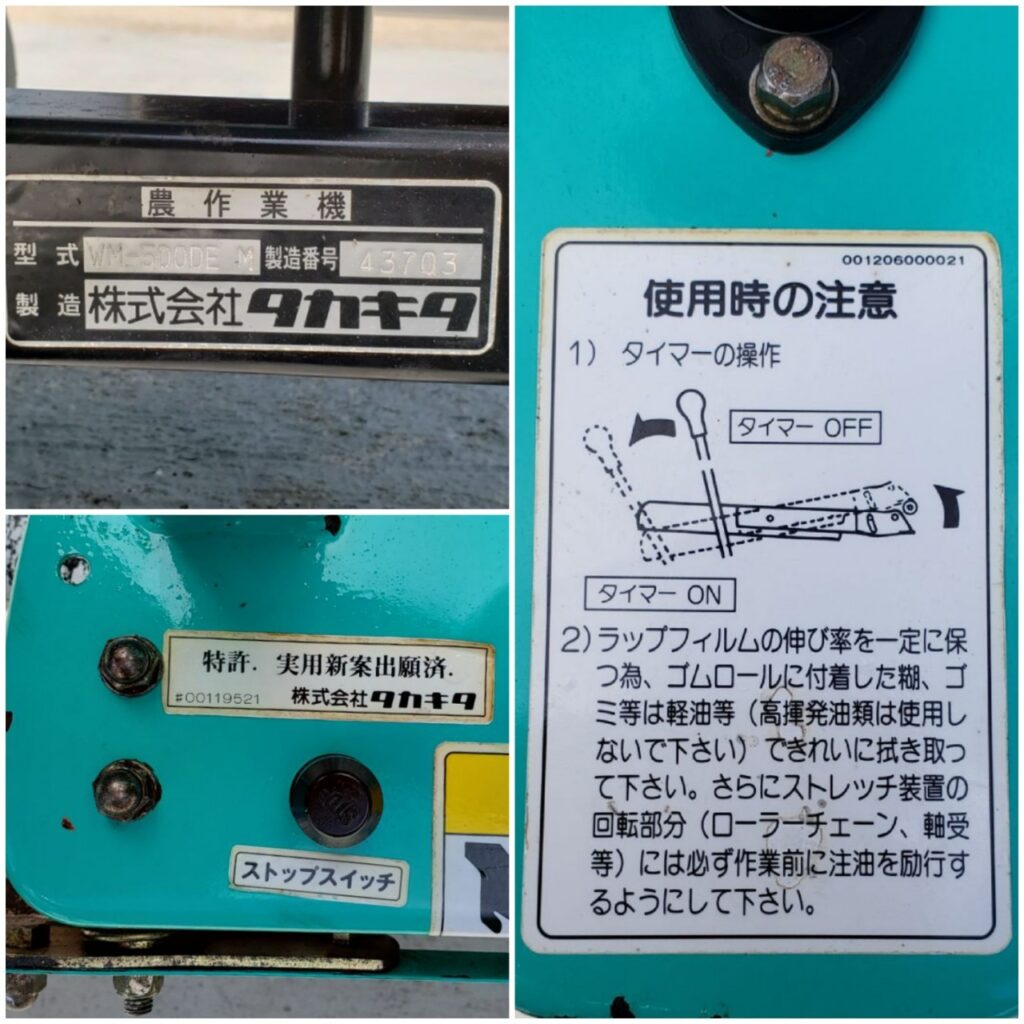 農作業機
型式 WM-500DE M 製造番号 43703
製造 株式会社タカキタ
特許. 実用新案出願済.
#00119521 株式会社タカキタ
ストップスイッチ
001206000021
使用時の注意
1) タイマーの操作
タイマー OFF
タイマー ON
2)ラップフィルムの伸び率を一定に保
つ為、ゴムロールに付着した糊、ゴ
ミ等は軽油等(高揮発油類は使用し
ないで下さい)できれいに拭き取っ
て下さい。さらにストレッチ装置の
回転部分(ローラーチェーン、軸受
等)には必ず作業前に注油を励行す
るようにして下さい。